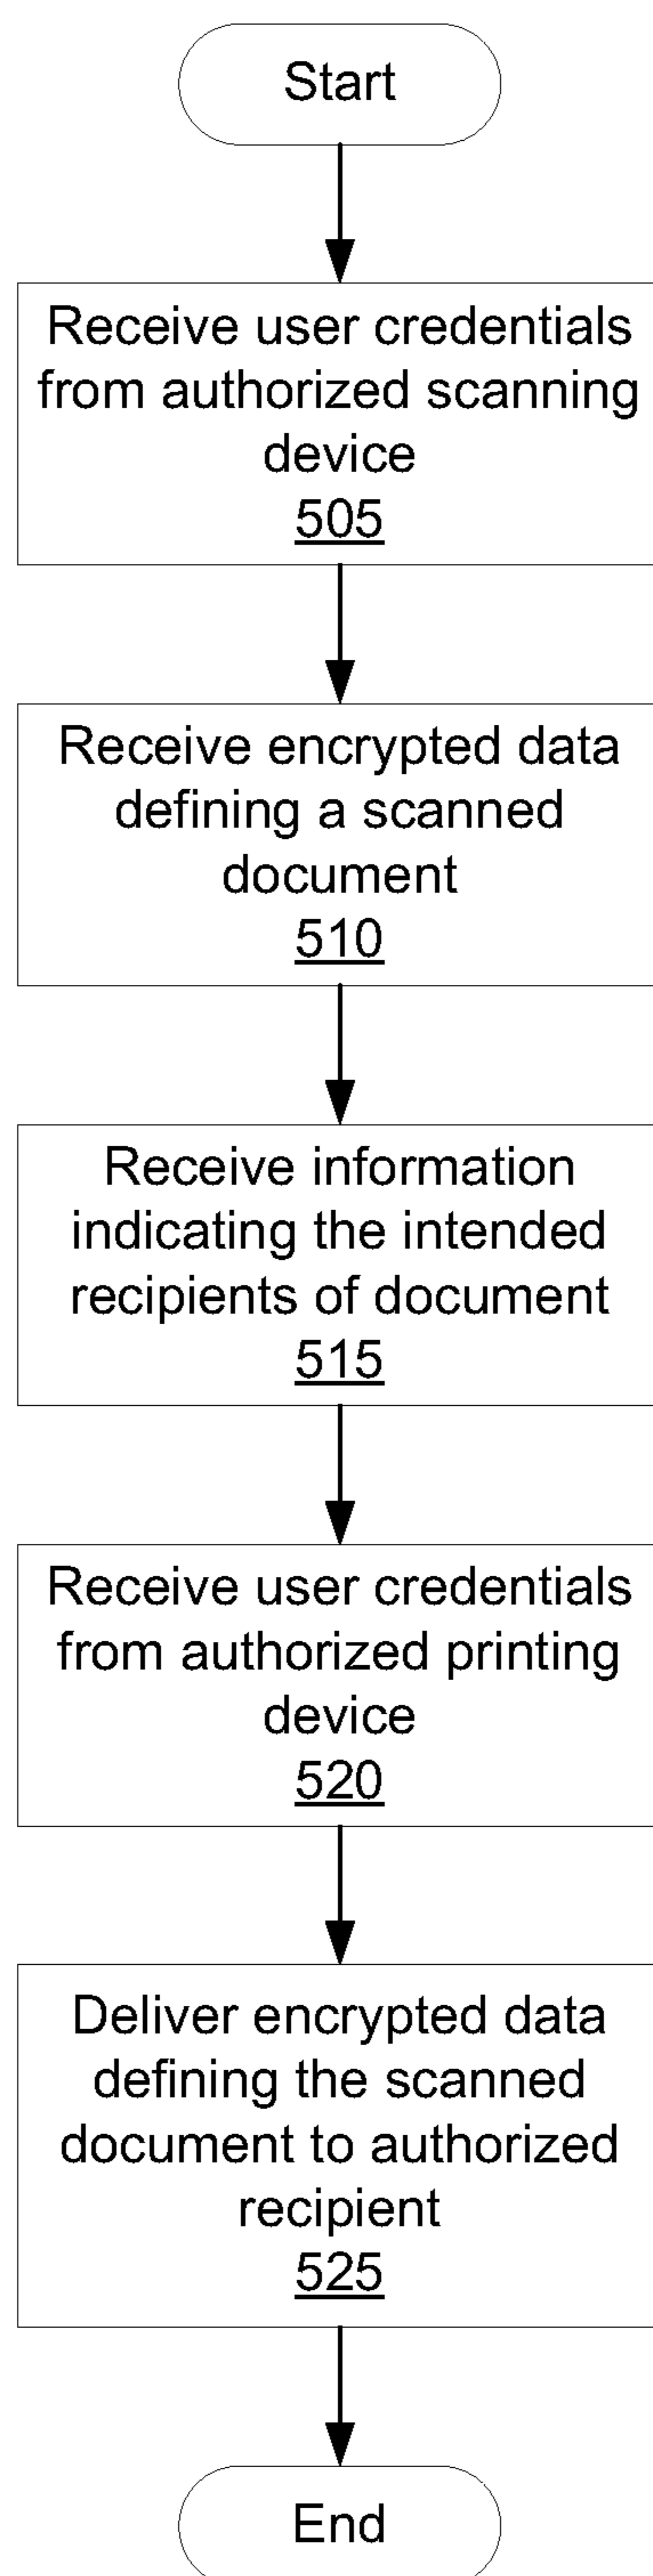 Start
Receive user credentials
from authorized scanning
device
505
Receive encrypted data
defining a scanned
document
510
Receive information
indicating the intended
recipients of document
515
Receive user credentials
from authorized printing
device
520
Deliver encrypted data
defining the scanned
document to authorized
recipient
525
End